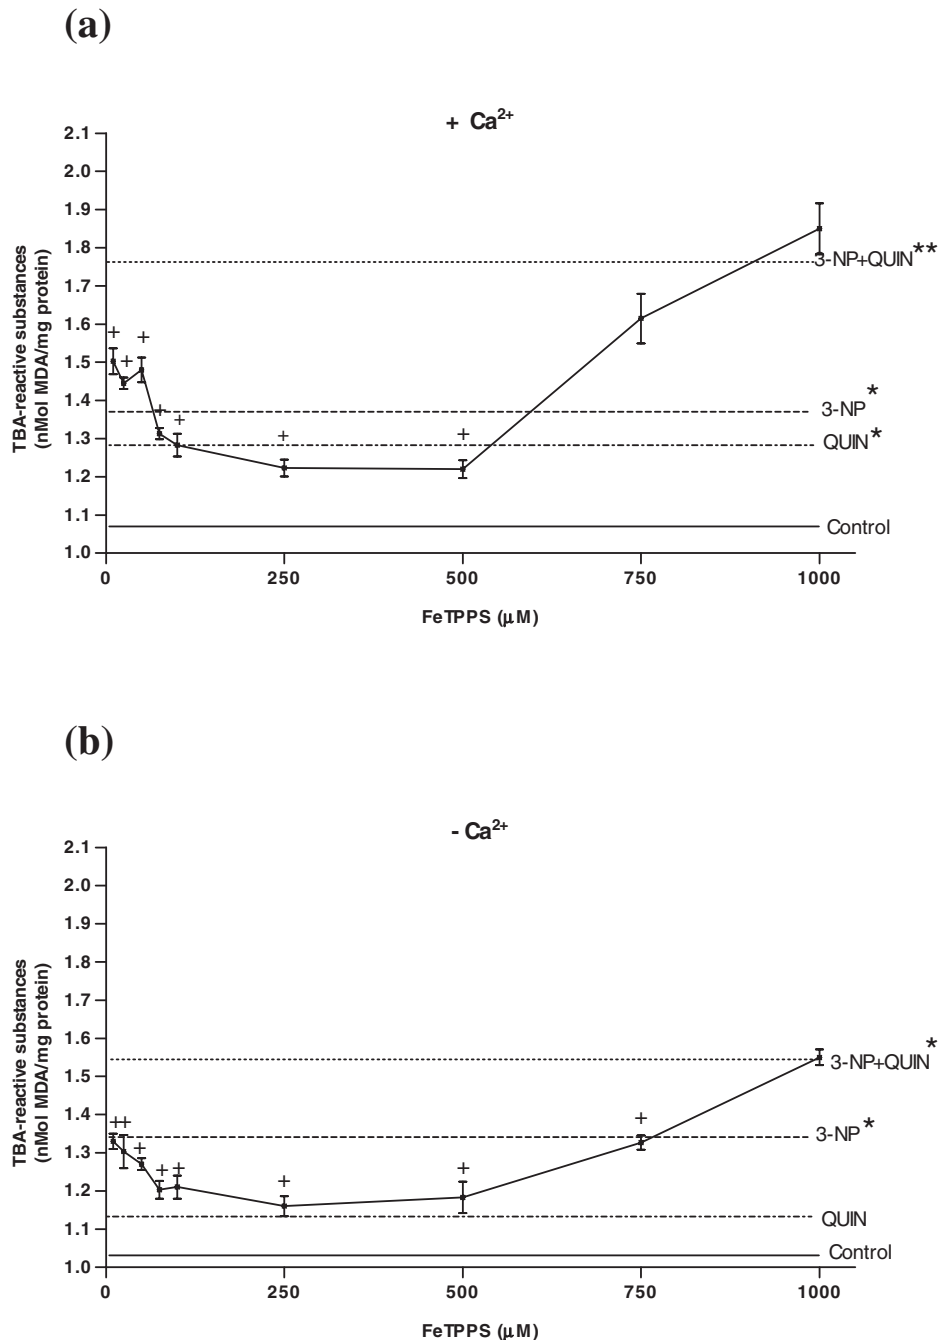 (a)
+ Ca2+
2.1
2.0
1.9
1.8
1.7
1.6
1.5
1.4
1.3
1.2
1.1
1.0
TBA-reactive substances
(nMol MDA/mg protein)
+
+
+
+
+
+
+
3-NP+QUIN**
3-NP*
QUIN*
Control
0
250
500
750
1000
FeTPPS (μM)
(b)
- Ca2+
2.1
2.0
1.9
1.8
1.7
1.6
1.5
1.4
1.3
1.2
1.1
1.0
TBA-reactive substances
(nMol MDA/mg protein)
+
+
+
+
+
+
+
+
3-NP+QUIN*
3-NP*
QUIN
Control
0
250
500
750
1000
FeTPPS (μM)